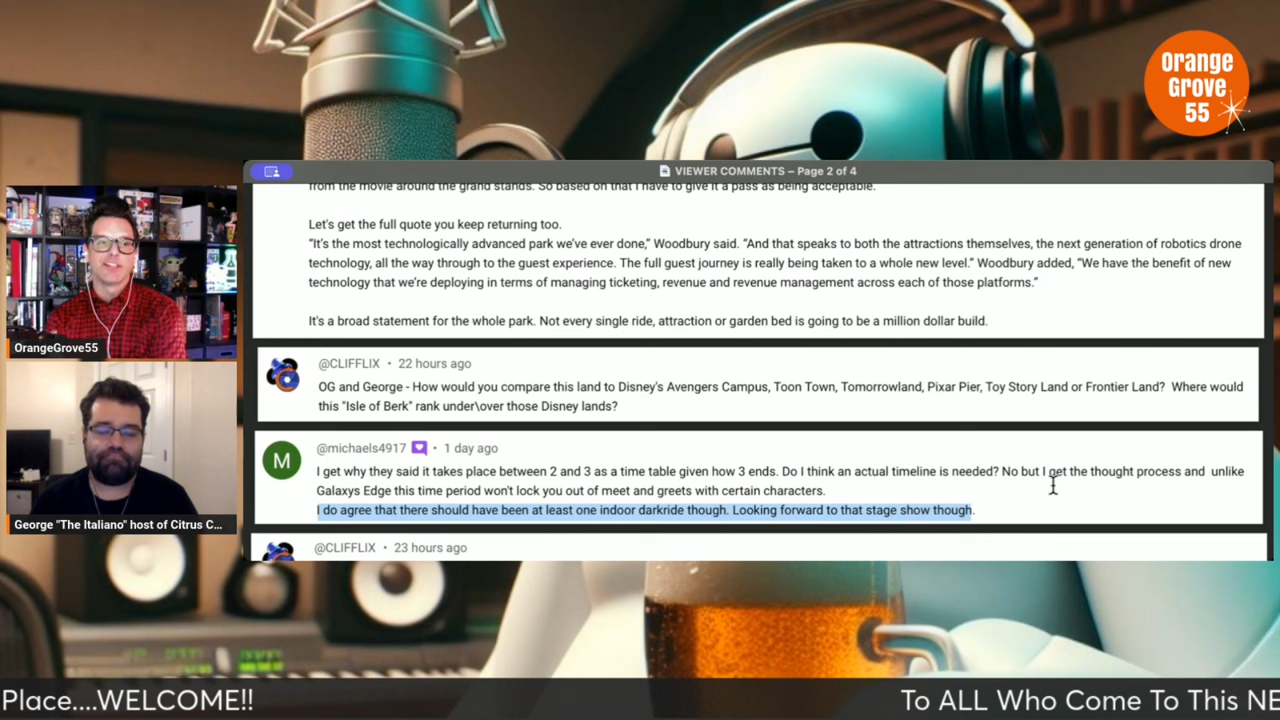 Orange
Grove
55
VIEWER COMMENTS – Page 2 of 4
from the movie around the grand stands. So based on that I have to give it a pass as being acceptable.
Let's get the full quote you keep returning too.
“It’s the most technologically advanced park we’ve ever done,” Woodbury said. “And that speaks to both the attractions themselves, the next generation of robotics drone
technology, all the way through to the guest experience. The full guest journey is really being taken to a whole new level.” Woodbury added, “We have the benefit of new
technology that we’re deploying in terms of managing ticketing, revenue and revenue management across each of those platforms.”
It's a broad statement for the whole park. Not every single ride, attraction or garden bed is going to be a million dollar build.
@CLIFFLIX • 22 hours ago
OG and George - How would you compare this land to Disney's Avengers Campus, Toon Town, Tomorrowland, Pixar Pier, Toy Story Land or Frontier Land? Where would
this "Isle of Berk" rank under\over those Disney lands?
M
@michaels4917 • 1 day ago
I get why they said it takes place between 2 and 3 as a time table given how 3 ends. Do I think an actual timeline is needed? No but I get the thought process and unlike
Galaxys Edge this time period won't lock you out of meet and greets with certain characters.
I do agree that there should have been at least one indoor darkride though. Looking forward to that stage show though.
@CLIFFLIX • 23 hours ago
OrangeGrove55
George "The Italiano" host of Citrus C...
Place....WELCOME!! To ALL Who Come To This NE